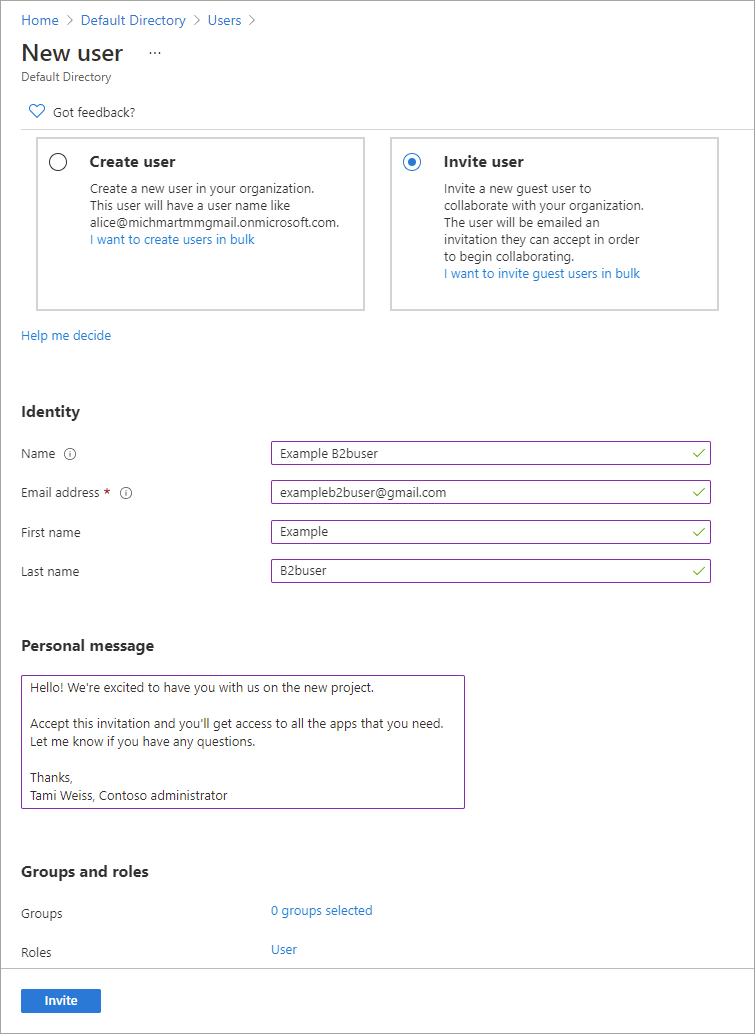 Home > Default Directory > Users >
New user ...
Default Directory
Got feedback?
Create user
Create a new user in your organization.
This user will have a user name like
alice@michmartmmgmail.onmicrosoft.com.
I want to create users in bulk
Invite user
Invite a new guest user to
collaborate with your organization.
The user will be emailed an
invitation they can accept in order
to begin collaborating.
I want to invite guest users in bulk
Help me decide
Identity
Name Example B2buser
Email address * exampleb2buser@gmail.com
First name Example
Last name B2buser
Personal message
Hello! We're excited to have you with us on the new project.
Accept this invitation and you'll get access to all the apps that you need.
Let me know if you have any questions.
Thanks,
Tami Weiss, Contoso administrator
Groups and roles
Groups 0 groups selected
Roles User
Invite